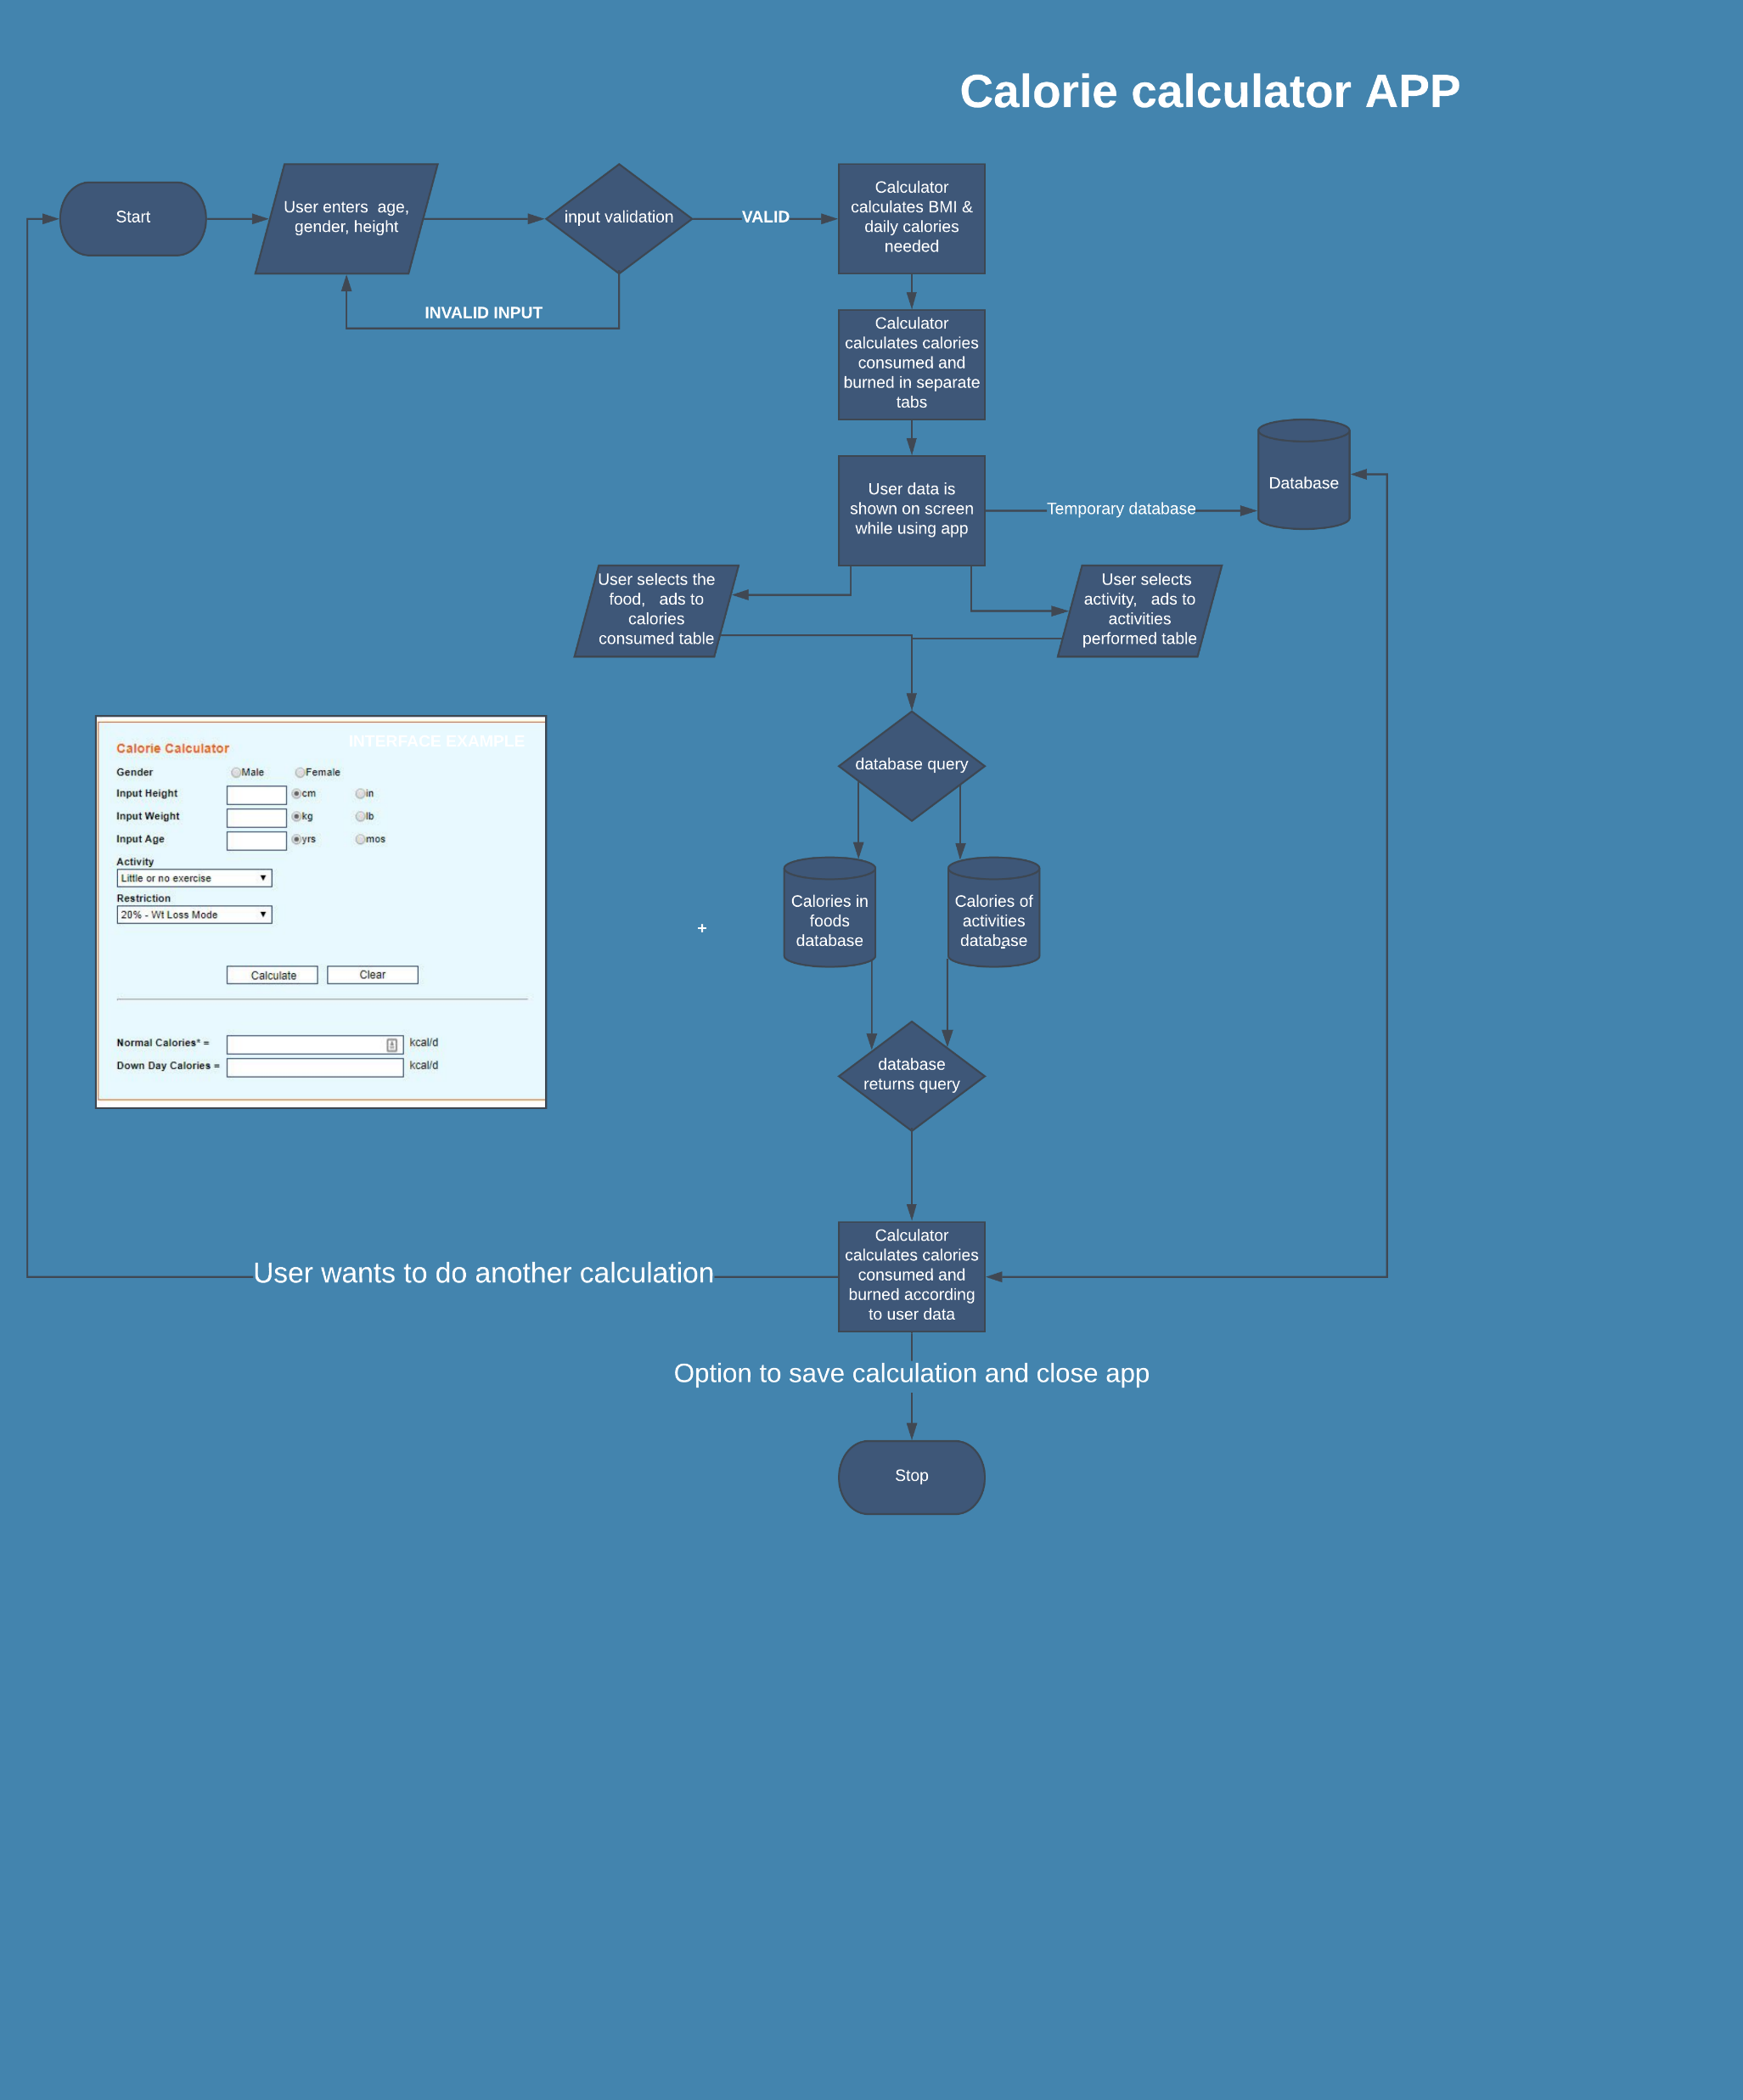 Calorie calculator APP
Start
User enters  age,
gender, height
input validation
VALID
Calculator
calculates BMI &
daily calories
needed
INVALID INPUT
Calculator
calculates calories
consumed and
burned in separate
tabs
User data is
shown on screen
while using app
Temporary database
Database
User selects the
food,   ads to
calories
consumed table
User selects
activity,   ads to
activities
performed table
database query
INTERFACE EXAMPLE
Calorie Calculator
Gender Male Female
Input Height cm in
Input Weight kg lb
Input Age yrs mos
Activity
Little or no exercise
Restriction
20% - Wt Loss Mode
Calculate Clear
Normal Calories* = kcal/d
Down Day Calories = kcal/d
+
Calories in
foods
database
Calories of
activities
database
-
database
returns query
Calculator
calculates calories
consumed and
burned according
to user data
User wants to do another calculation
Option to save calculation and close app
Stop